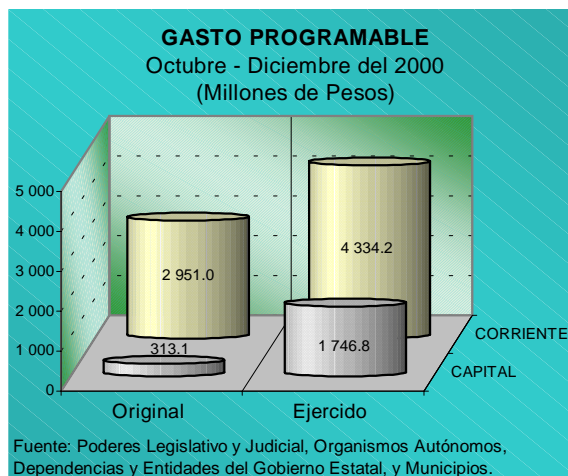 GASTO PROGRAMABLE
Octubre - Diciembre del 2000
(Millones de Pesos)
5 000
4 000
3 000
2 000
1 000
0
2 951.0
4 334.2
313.1
1 746.8
CORRIENTE
CAPITAL
Original
Ejercido
Fuente: Poderes Legislativo y Judicial, Organismos Autónomos,
Dependencias y Entidades del Gobierno Estatal, y Municipios.